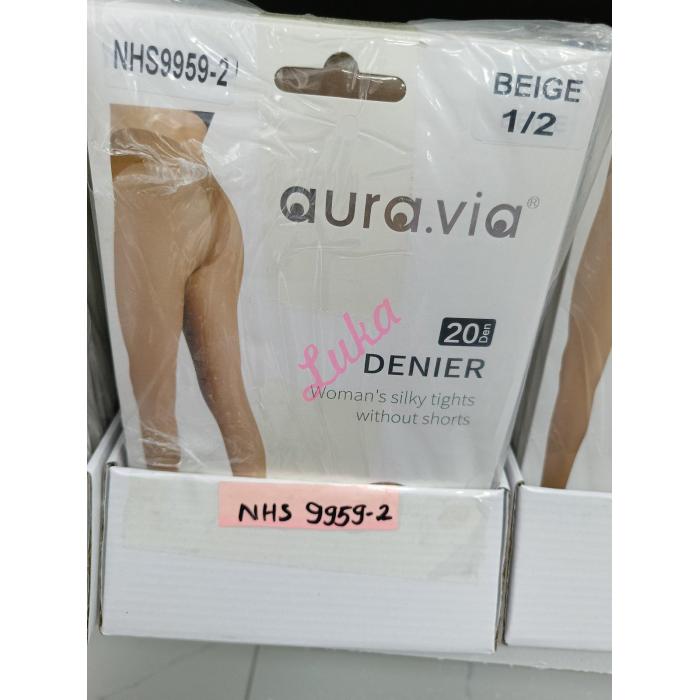 NHS9959-2
BEIGE
1/2
aura.via®
20 Den
DENIER
Woman's silky tights
without shorts
Luka
NHS 9959-2